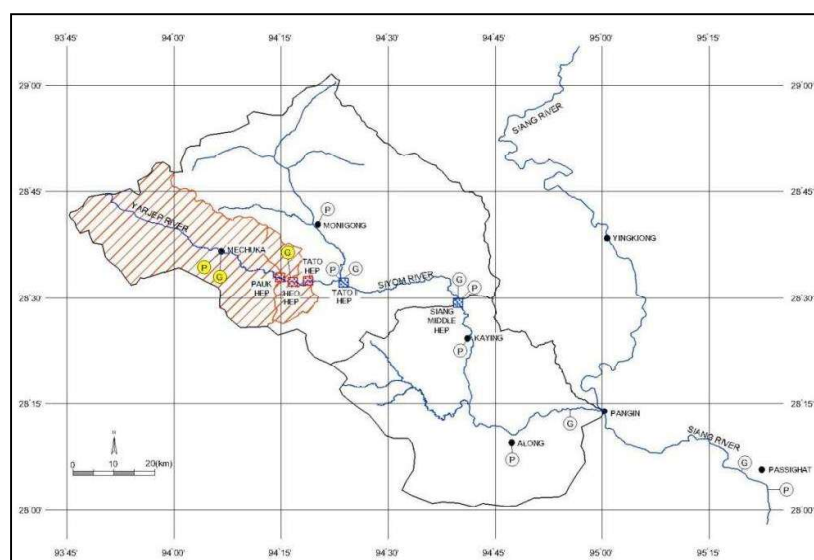 93°45' 94°00' 94°15' 94°30' 94°45' 95°00' 95°15'
29°00' 29°00'
SIANG RIVER
28°45' 28°45'
YARJEP RIVER
P
MONIGONG
YINGKIONG
G
MECHUKA
TATO
HEP
P
G
P
G
PAUK
HEP
HEO
HEP
TATO I
HEP
SIYOM RIVER
G
P
28°30' 28°30'
SIANG
MIDDLE
HEP
KAYING
P
28°15' 28°15'
PANGIN
G
ALONG
P
SIANG RIVER
G
PASSIGHAT
P
N
0 10 20(km)
28°00' 28°00'
93°45' 94°00' 94°15' 94°30' 94°45' 95°00' 95°15'